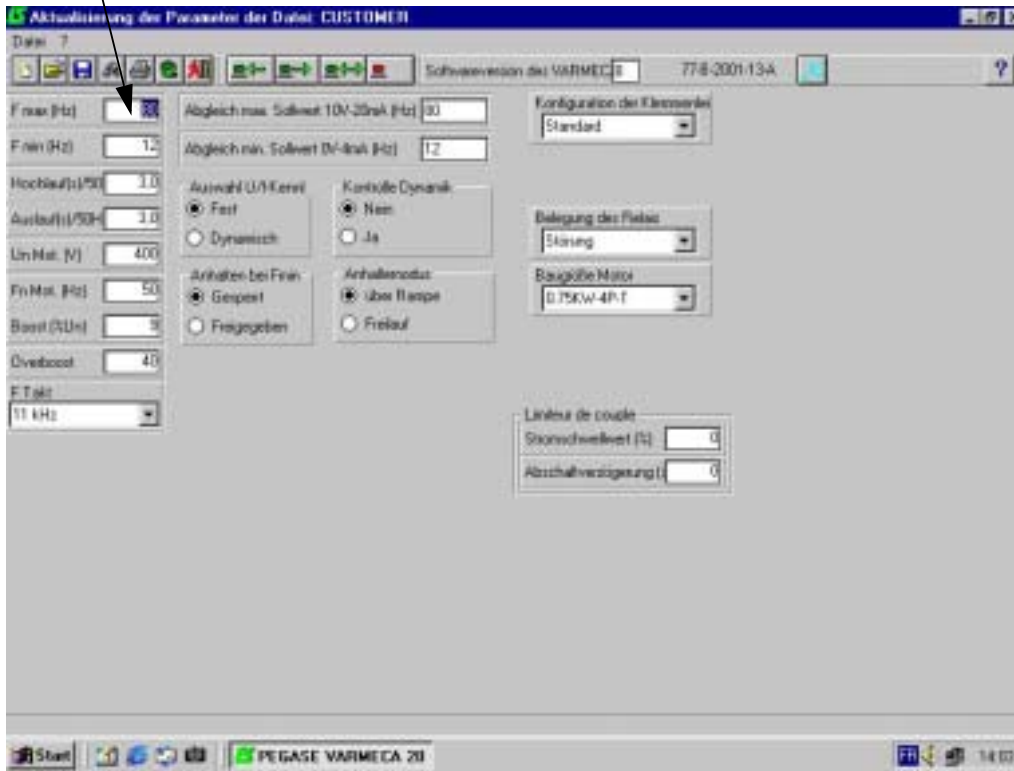 Aktualisierung der Parameter der Datei: CUSTOMER
Datei ?
Softwareversion des VARMEC 77-8-2001-13-A ?
F max (Hz) 80
F min (Hz) 12
Hochlauf(s)/50 3.0
Auslauf(s)/50H 3.0
Un Mot. (V) 400
Fn Mot. (Hz) 50
Boost (%Un)
Overboost 40
F Takt
11 kHz
Abgleich max. Sollwert 10V-20mA (Hz) 80
Abgleich min. Sollwert 0V-4mA (Hz) 12
Auswahl U/f-Kennl
Fest
Dynamisch
Kontrolle Dynamik
Nein
Ja
Anhalten bei Fmin
Gesperrt
Freigegeben
Anhaltemodus
über Rampe
Freilauf
Konfiguration der Klemmenlei
Standard
Belegung des Relais
Störung
Baugröße Motor
0.75KW-4P-T
Limiteur de couple
Stromschwellwert (%) 0
Abschaltverzögerung ( 0
Start
PEGASE VARMECA 20
FR